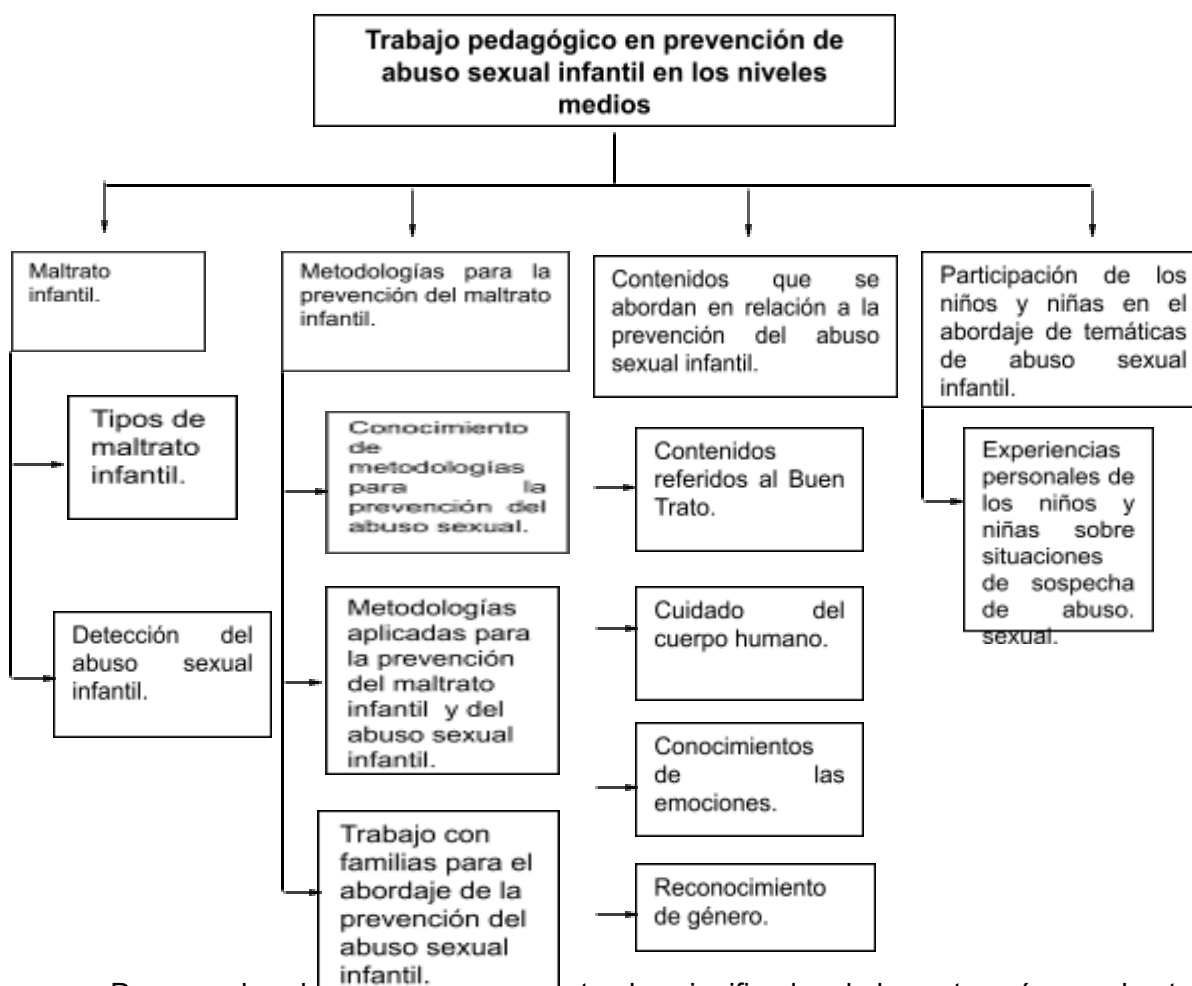 Trabajo pedagógico en prevención de
abuso sexual infantil en los niveles
medios
Maltrato
infantil.
Tipos de
maltrato
infantil.
Detección del
abuso sexual
infantil.
Metodologías para la
prevención del maltrato
infantil.
Conocimiento
de
metodologías
para la
prevención del
abuso sexual.
Metodologías
aplicadas para
la prevención
del maltrato
infantil y del
abuso sexual
infantil.
Trabajo con
familias para el
abordaje de la
prevención del
abuso sexual
infantil.
Contenidos que se
abordan en relación a la
prevención del abuso
sexual infantil.
Contenidos
referidos al Buen
Trato.
Cuidado del
cuerpo humano.
Conocimientos
de las
emociones.
Reconocimiento
de género.
Participación de los
niños y niñas en el
abordaje de temáticas
de abuso sexual
infantil.
Experiencias
personales de
los niños y
niñas sobre
situaciones
de sospecha
de abuso.
sexual.